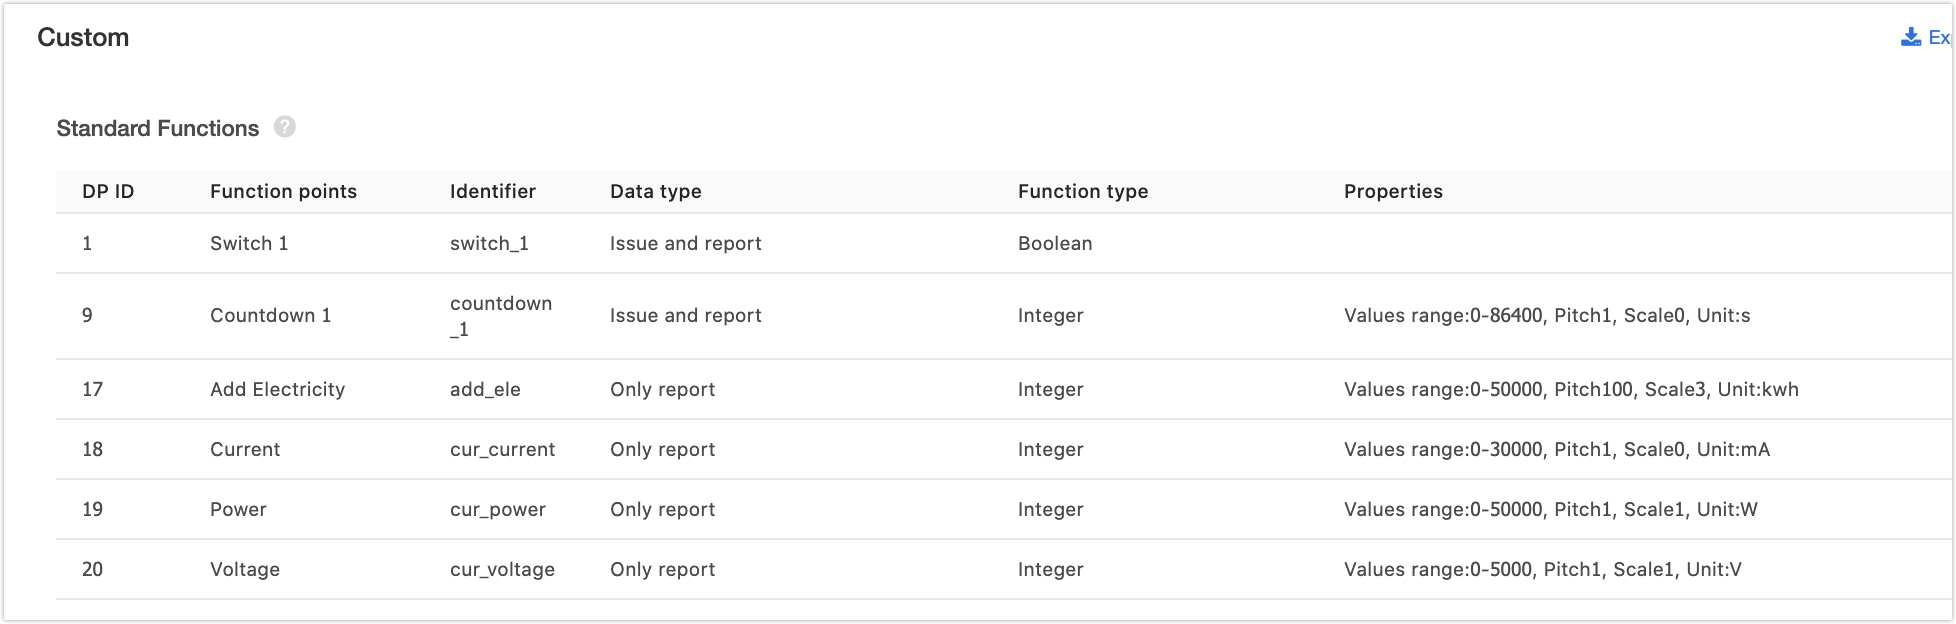 Custom
Exp
Standard Functions ?
DP ID Function points Identifier Data type Function type Properties
1 Switch 1 switch_1 Issue and report Boolean
9 Countdown 1 countdown_1 Issue and report Integer Values range:0-86400, Pitch1, Scale0, Unit:s
17 Add Electricity add_ele Only report Integer Values range:0-50000, Pitch100, Scale3, Unit:kwh
18 Current cur_current Only report Integer Values range:0-30000, Pitch1, Scale0, Unit:mA
19 Power cur_power Only report Integer Values range:0-50000, Pitch1, Scale1, Unit:W
20 Voltage cur_voltage Only report Integer Values range:0-5000, Pitch1, Scale1, Unit:V